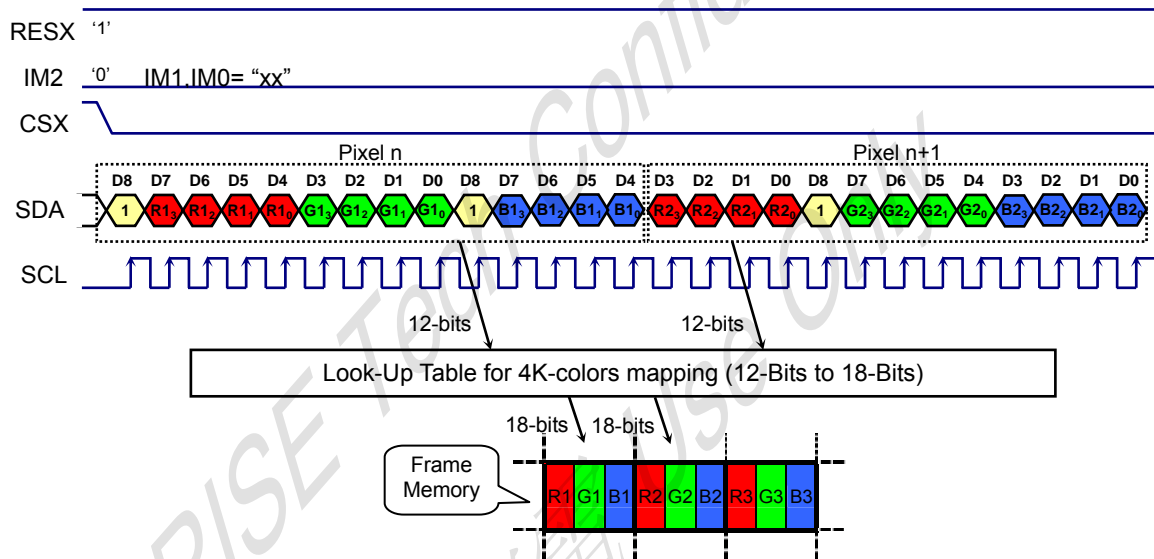 RESX '1'
IM2 '0' IM1.IM0= “xx”
CSX
Pixel n Pixel n+1
D8 D7 D6 D5 D4 D3 D2 D1 D0 D8 D7 D6 D5 D4 D3 D2 D1 D0 D8 D7 D6 D5 D4 D3 D2 D1 D0
SDA 1 R1₃ R1₂ R1₁ R1₀ G1₃ G1₂ G1₁ G1₀ 1 B1₃ B1₂ B1₁ B1₀ R2₃ R2₂ R2₁ R2₀ 1 G2₃ G2₂ G2₁ G2₀ B2₃ B2₂ B2₁ B2₀
SCL
12-bits 12-bits
Look-Up Table for 4K-colors mapping (12-Bits to 18-Bits)
18-bits 18-bits
Frame
Memory
R1 G1 B1 R2 G2 B2 R3 G3 B3
RISE Tech Confid
Use Only